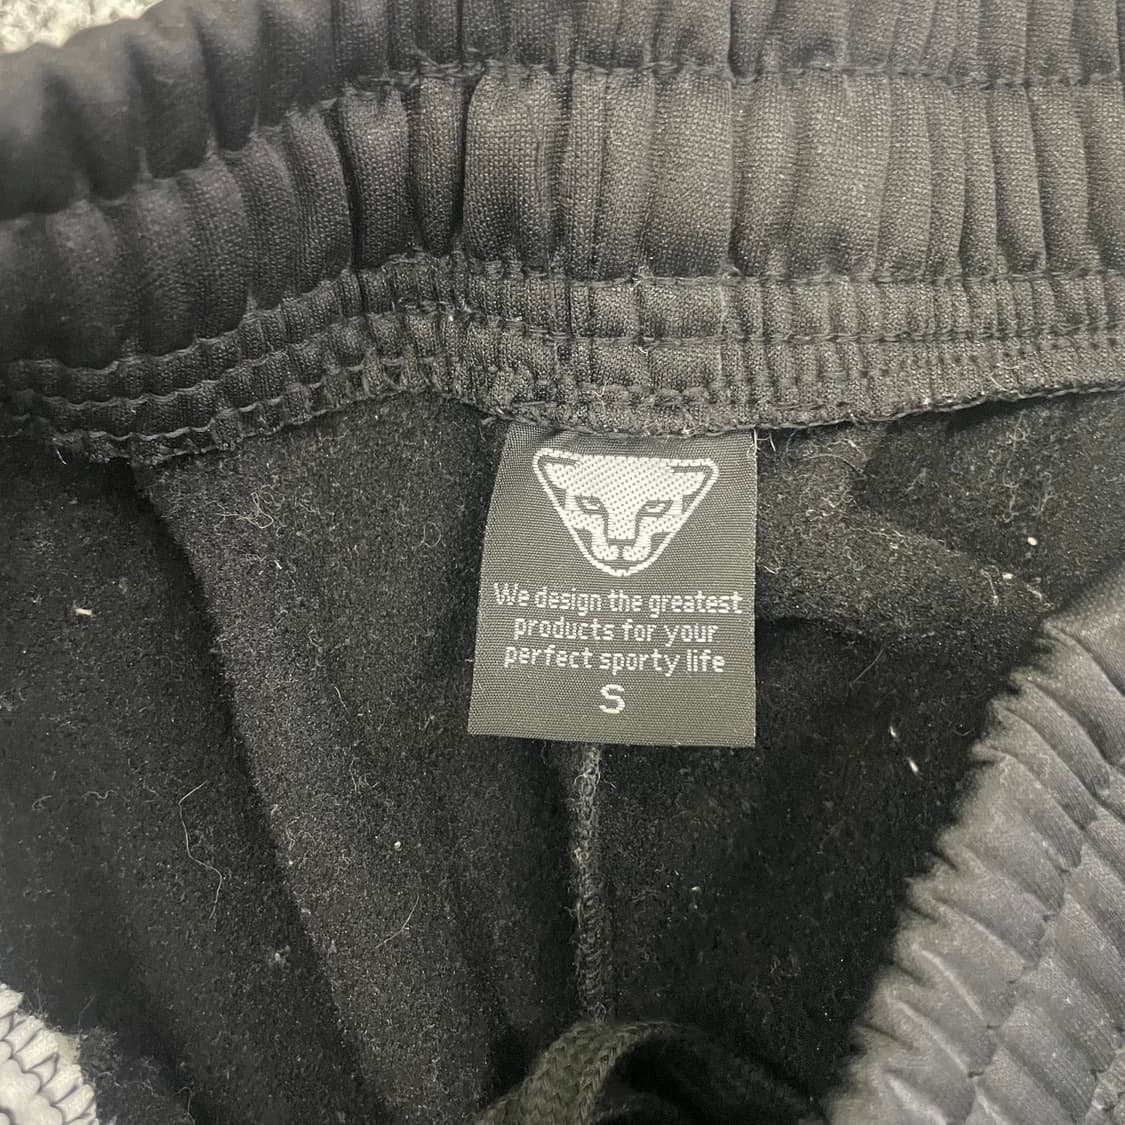 We design the greatest
products for your
perfect sporty life
S